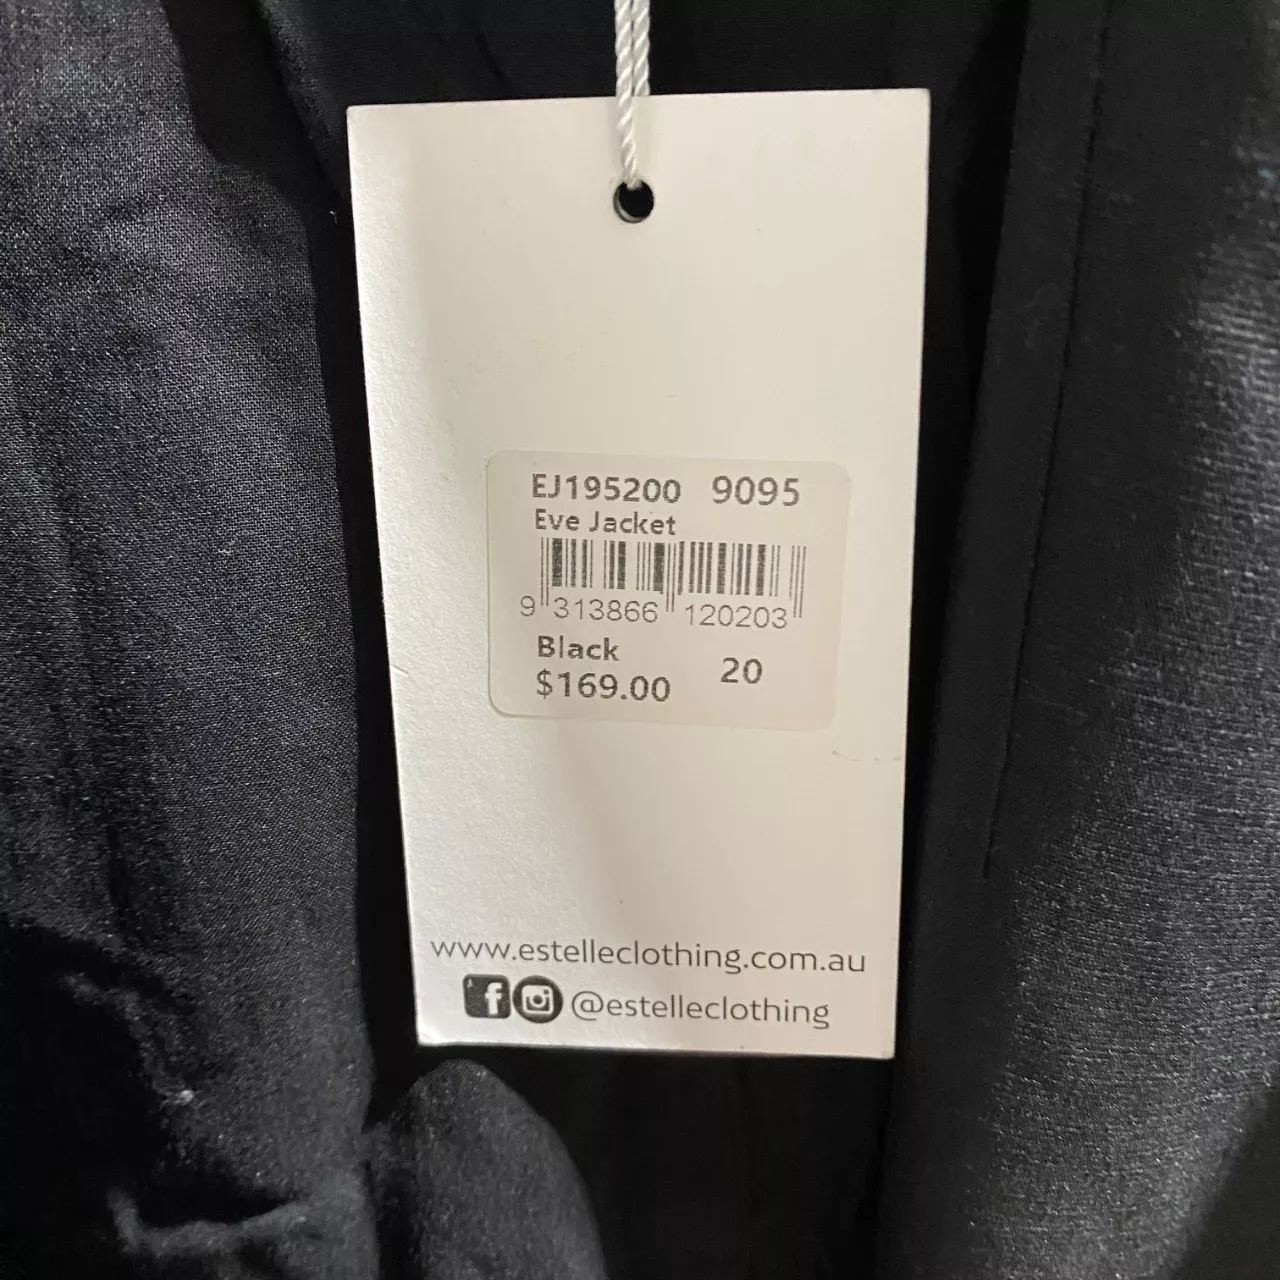 EJ195200 9095
Eve Jacket
9 313866 120203
Black
20
$169.00
www.estelleclothing.com.au
f @estelleclothing